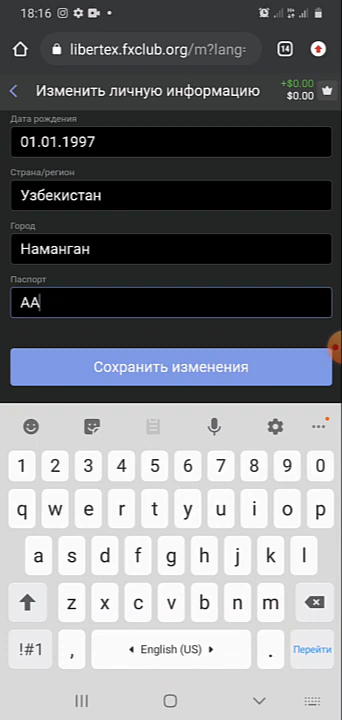 18:16
libertex.fxclub.org/m?lang=
14
Изменить личную информацию
+$0.00
$0.00
Дата рождения
01.01.1997
Страна/регион
Узбекистан
Город
Наманган
Паспорт
AA
Сохранить изменения
1 2 3 4 5 6 7 8 9 0
q w e r t y u i o p
a s d f g h j k l
z x c v b n m
!#1 , English (US) . Перейти